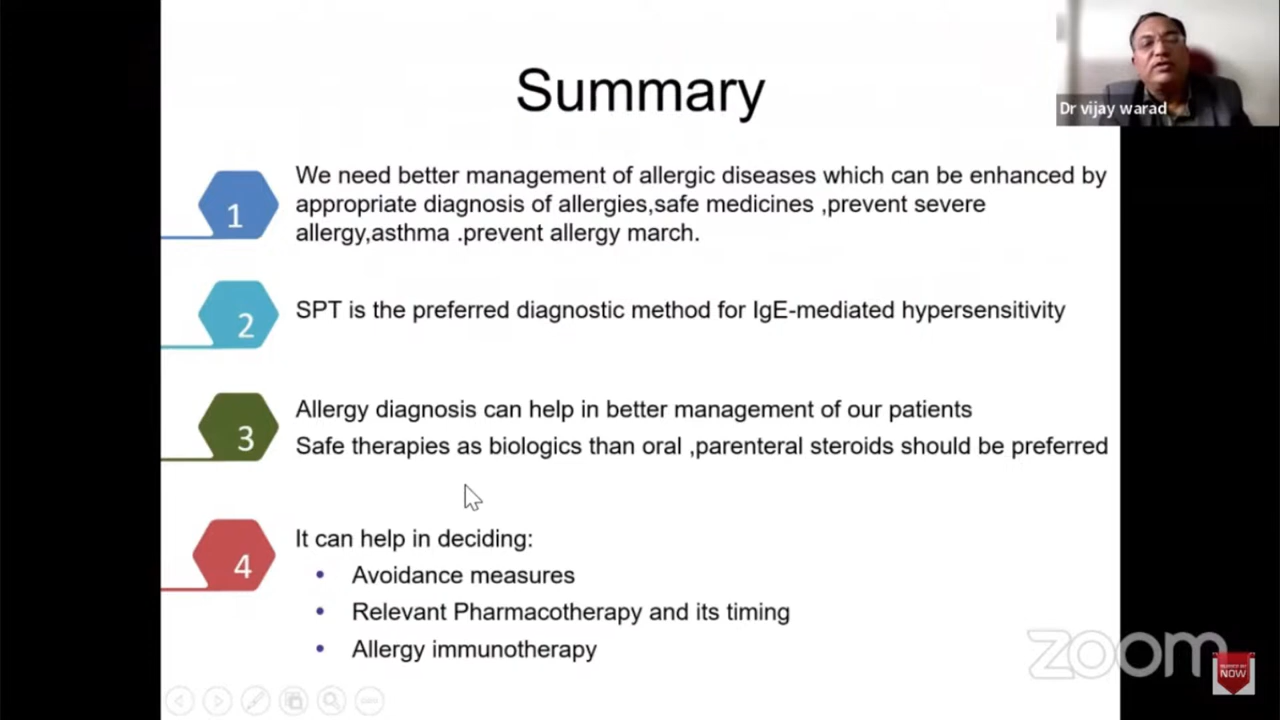 Summary
Dr vijay warad
1
We need better management of allergic diseases which can be enhanced by
appropriate diagnosis of allergies,safe medicines ,prevent severe
allergy,asthma .prevent allergy march.
2
SPT is the preferred diagnostic method for IgE-mediated hypersensitivity
3
Allergy diagnosis can help in better management of our patients
Safe therapies as biologics than oral ,parenteral steroids should be preferred
4
It can help in deciding:
• Avoidance measures
• Relevant Pharmacotherapy and its timing
• Allergy immunotherapy
zoom
NOW